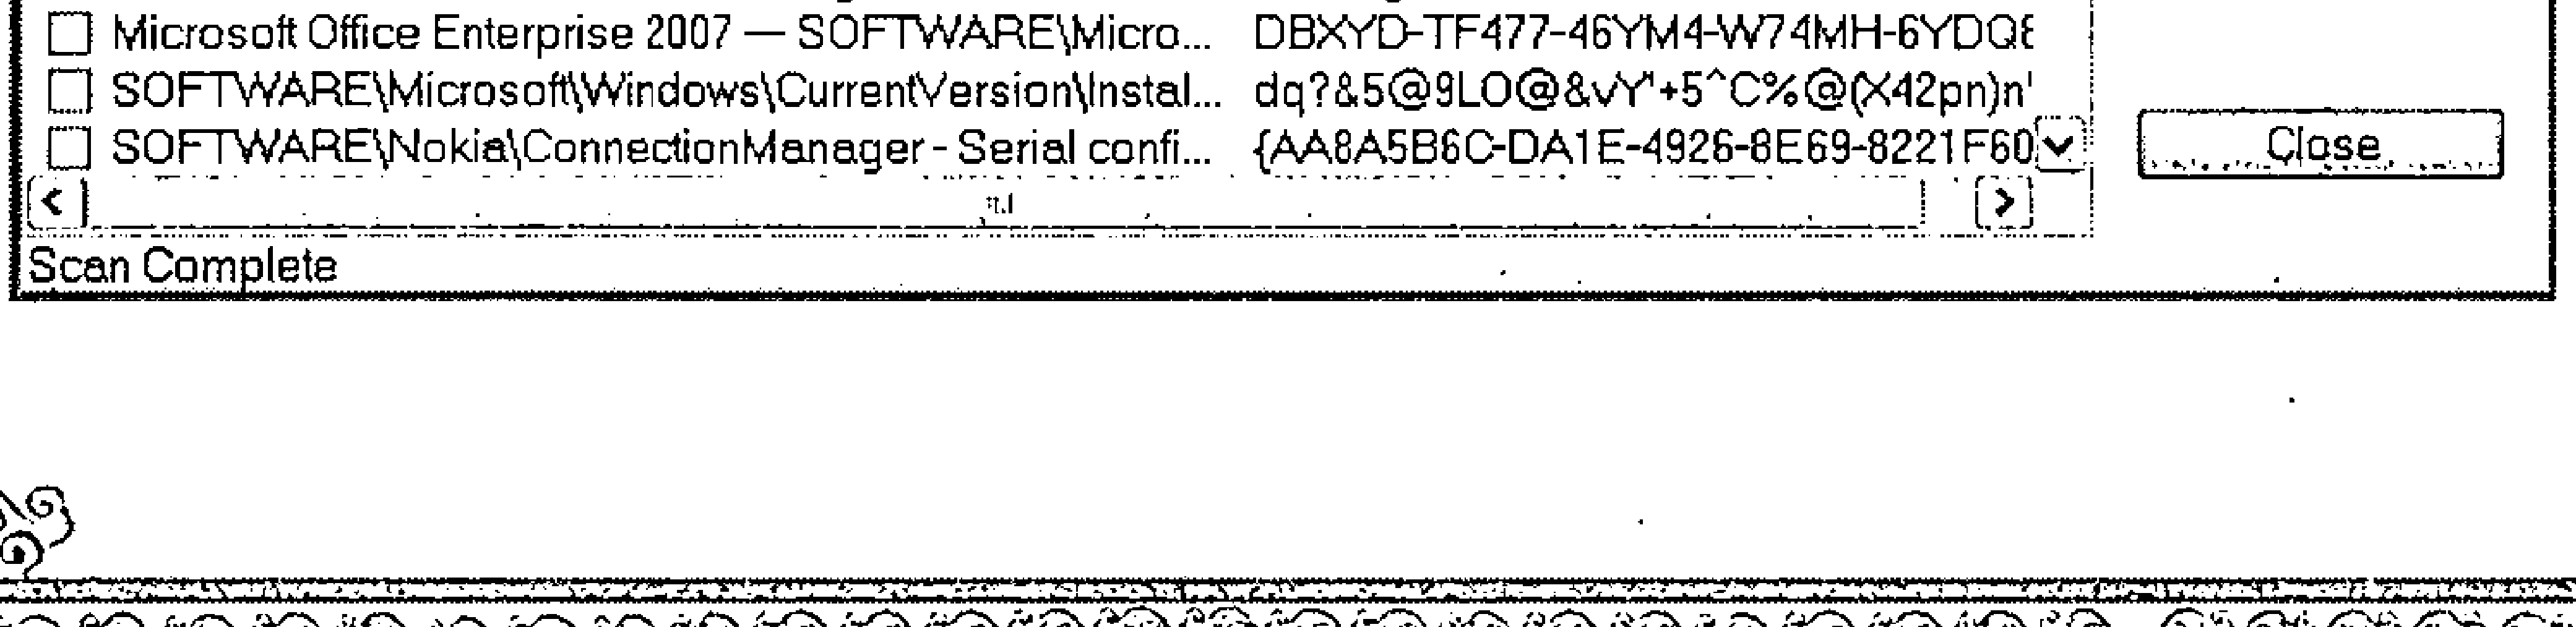 Microsoft Office Enterprise 2007 — SOFTWARE\Micro... DBXYD-TF477-46YM4-W74MH-6YDQ8
SOFTWARE\Microsoft\Windows\CurrentVersion\Instal... dq?&5@9LO@&vY'+5^C%@(X42pn)n'
SOFTWARE\Nokia\ConnectionManager - Serial confi... {AA8A5B6C-DA1E-4926-8E69-8221F60
Close
Scan Complete